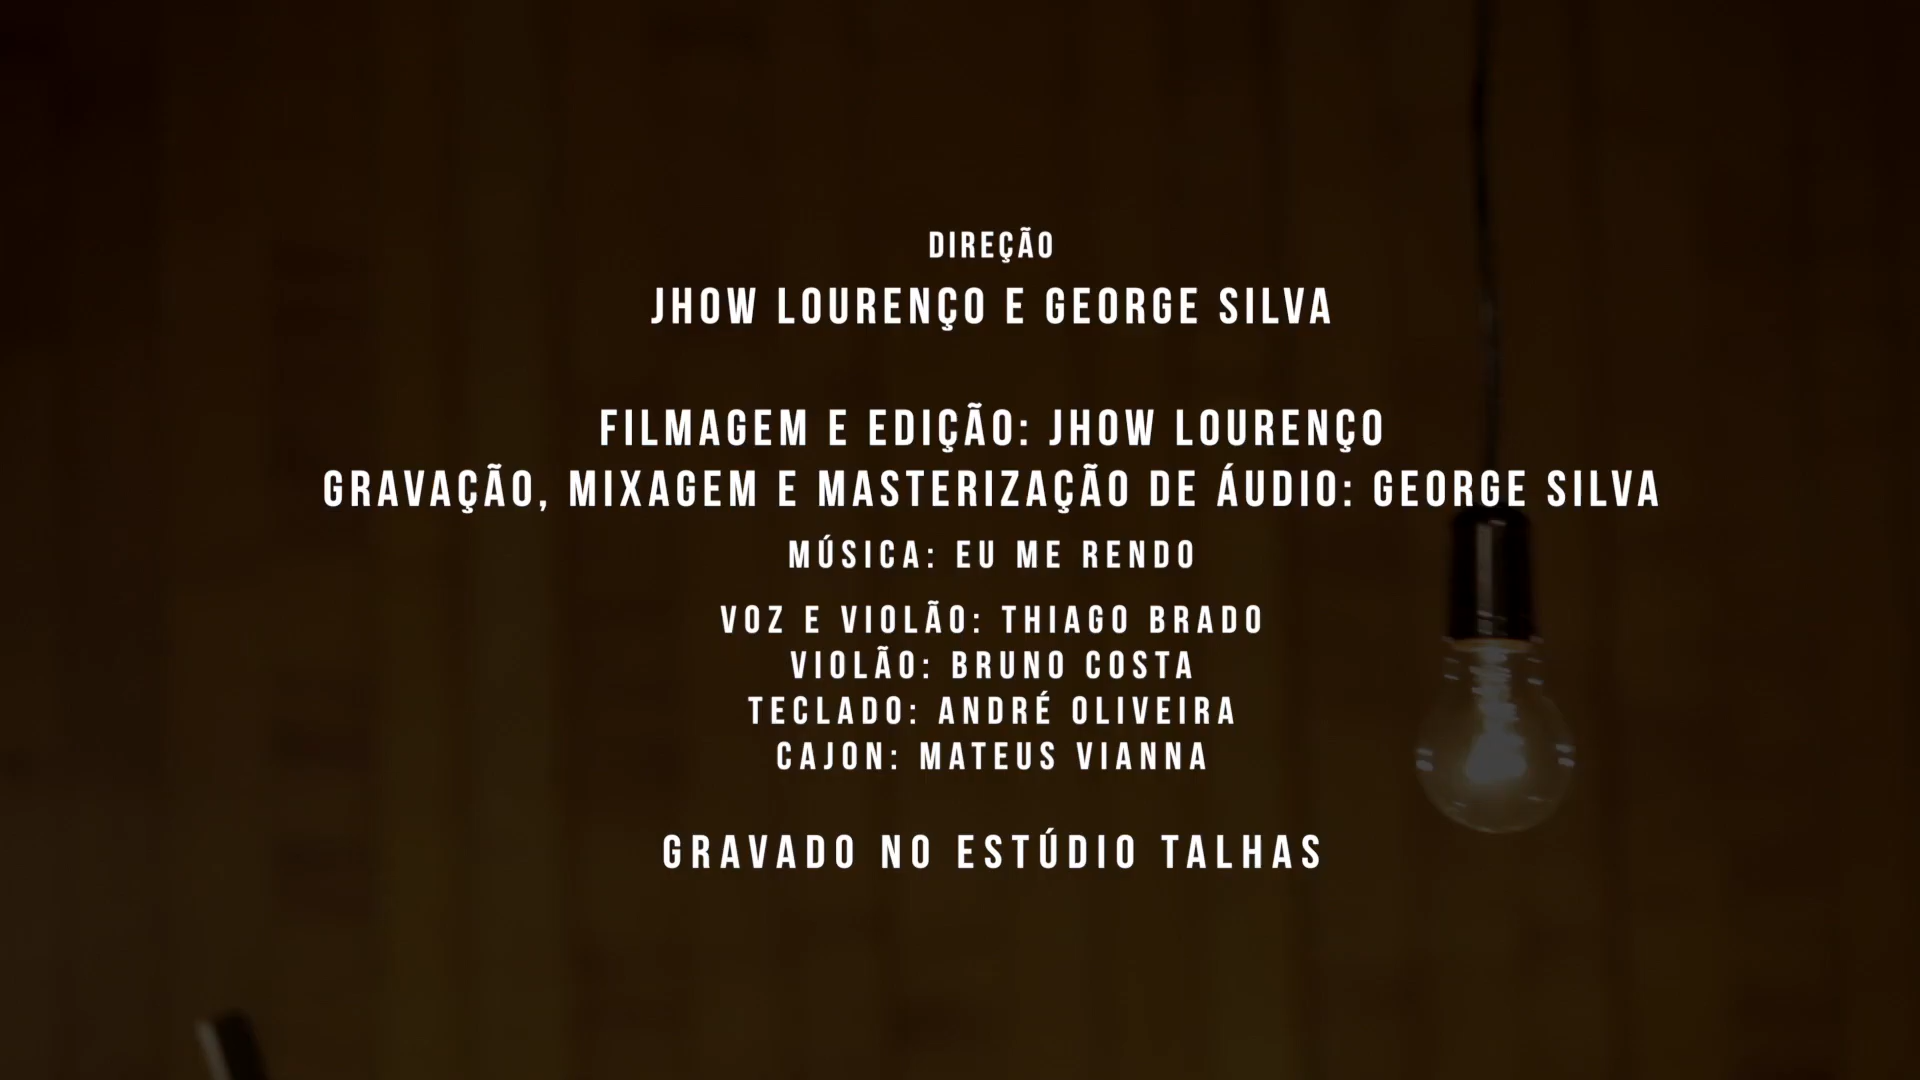 DIREÇÃO
JHOW LOURENÇO E GEORGE SILVA
FILMAGEM E EDIÇÃO: JHOW LOURENÇO
GRAVAÇÃO, MIXAGEM E MASTERIZAÇÃO DE ÁUDIO: GEORGE SILVA
MÚSICA: EU ME RENDO
VOZ E VIOLÃO: THIAGO BRADO
VIOLÃO: BRUNO COSTA
TECLADO: ANDRÉ OLIVEIRA
CAJON: MATEUS VIANNA
GRAVADO NO ESTÚDIO TALHAS